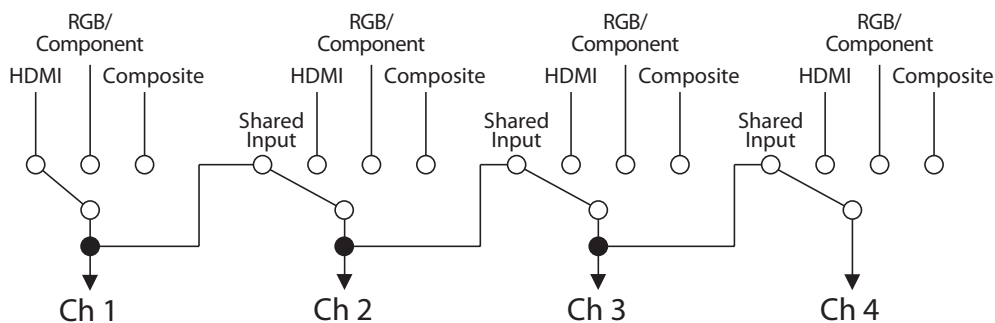 RGB/
Component
HDMI
Composite
RGB/
Component
HDMI
Composite
Shared
Input
RGB/
Component
HDMI
Composite
Shared
Input
RGB/
Component
HDMI
Composite
Shared
Input
Ch 1
Ch 2
Ch 3
Ch 4